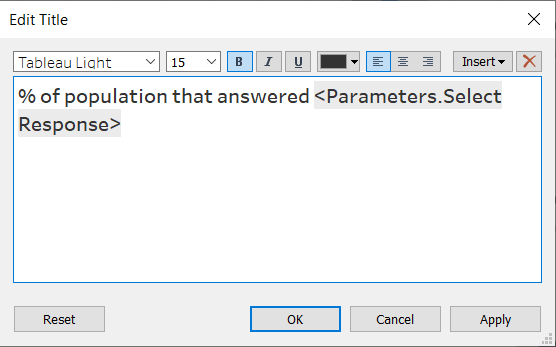 Edit Title
Tableau Light 15 B I U Insert
% of population that answered <Parameters.Select
Response>
Reset OK Cancel Apply